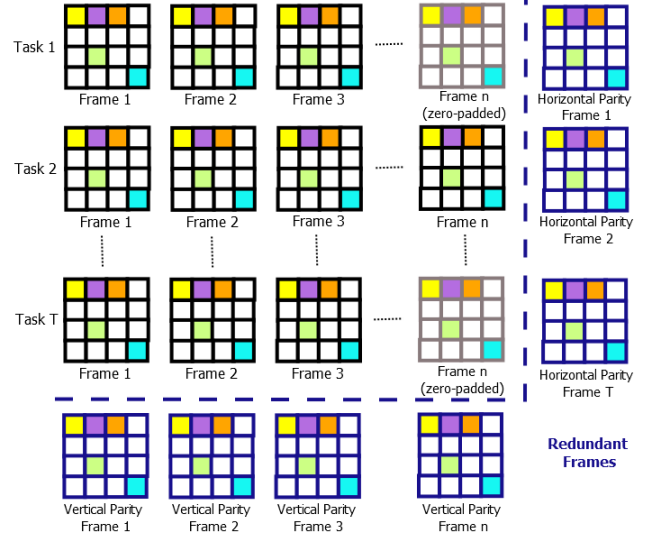 Task 1
Frame 1
Frame 2
Frame 3
Frame n
(zero-padded)
Horizontal Parity
Frame 1
Task 2
Frame 1
Frame 2
Frame 3
Frame n
Horizontal Parity
Frame 2
Task T
Frame 1
Frame 2
Frame 3
Frame n
(zero-padded)
Horizontal Parity
Frame T
Redundant
Frames
Vertical Parity
Frame 1
Vertical Parity
Frame 2
Vertical Parity
Frame 3
Vertical Parity
Frame n